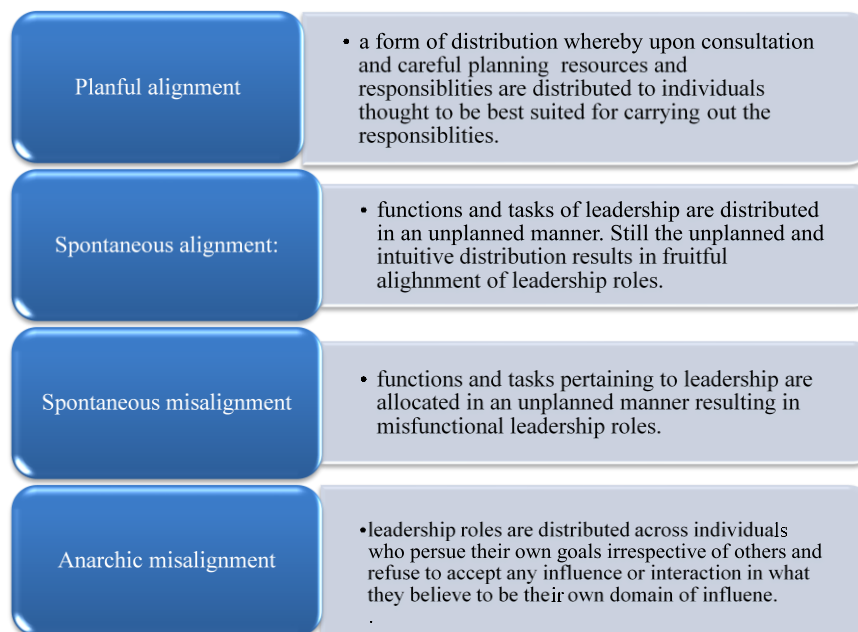 Planful alignment
• a form of distribution whereby upon consultation
and careful planning resources and
responsiblities are distributed to individuals
thought to be best suited for carrying out the
responsiblities.
Spontaneous alignment:
• functions and tasks of leadership are distributed
in an unplanned manner. Still the unplanned and
intuitive distribution results in fruitful
alighnment of leadership roles.
Spontaneous misalignment
• functions and tasks pertaining to leadership are
allocated in an unplanned manner resulting in
misfunctional leadership roles.
Anarchic misalignment
•leadership roles are distributed across individuals
who persue their own goals irrespective of others and
refuse to accept any influence or interaction in what
they believe to be their own domain of influene.
.